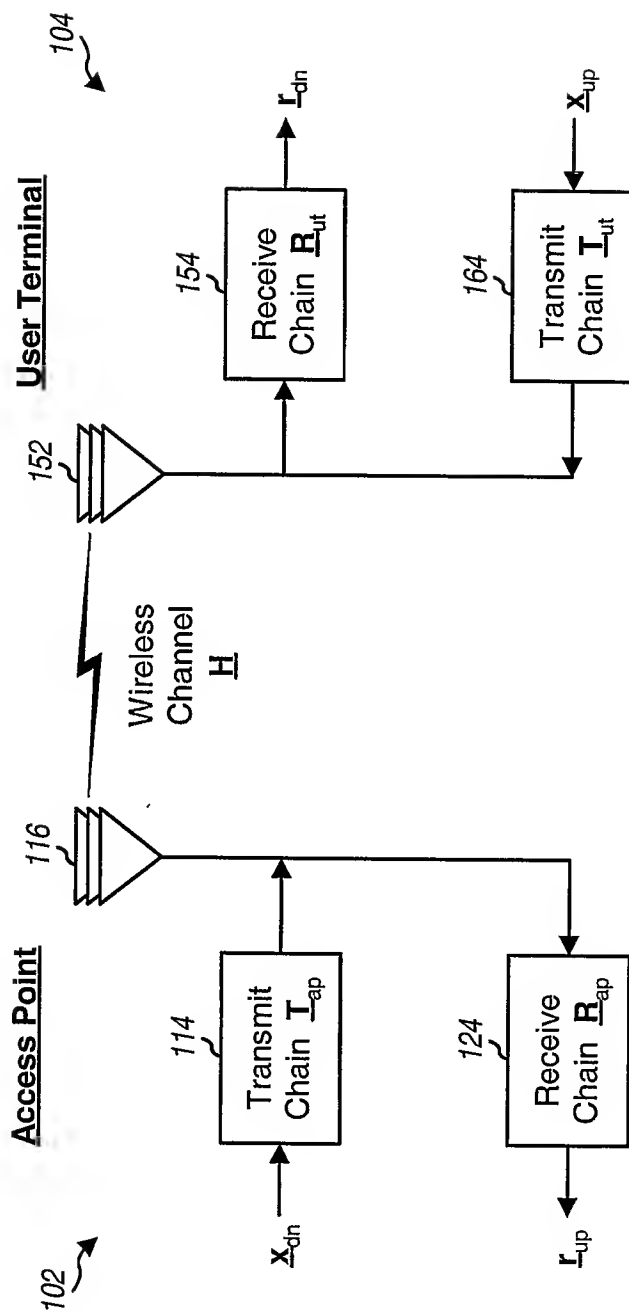 Access Point
User Terminal
102
104
116
152
Wireless
Channel
H
114
154
x_dn
Transmit
Chain T_ap
Receive
Chain R_ut
r_dn
124
164
r_up
Receive
Chain R_ap
Transmit
Chain T_ut
x_up